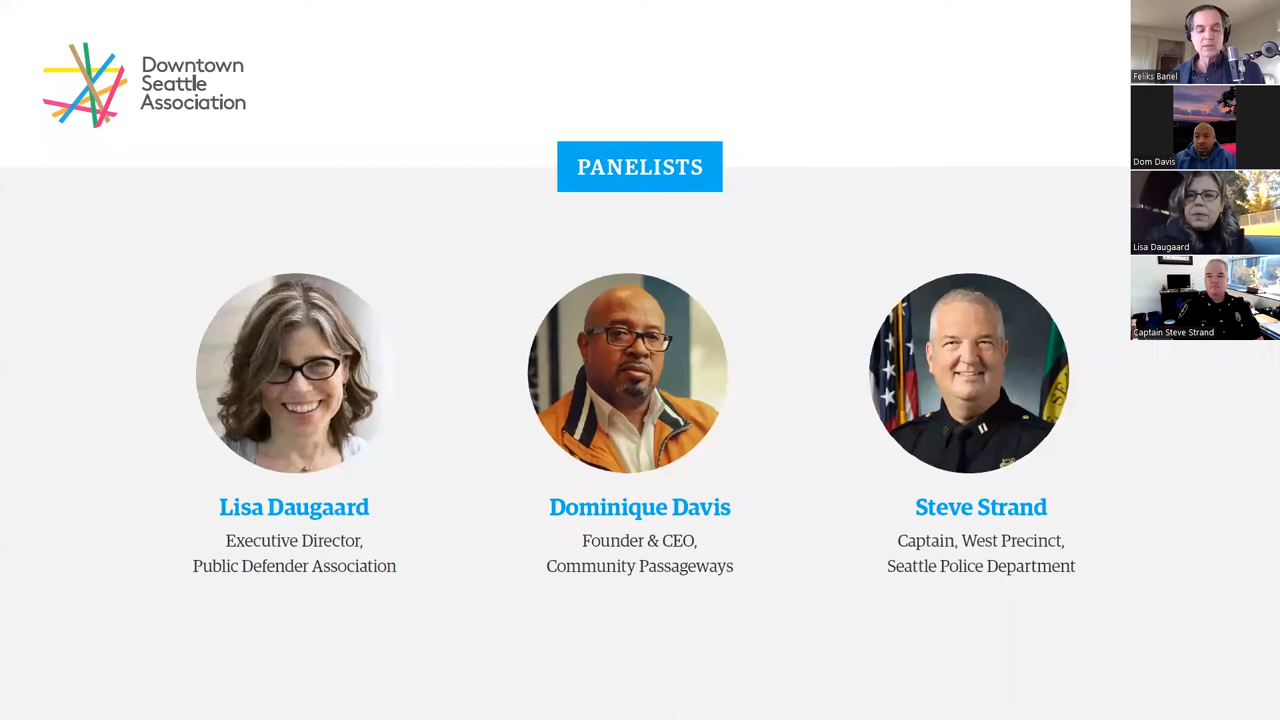 Downtown
Seattle
Association
PANELISTS
Lisa Daugaard
Executive Director,
Public Defender Association
Dominique Davis
Founder & CEO,
Community Passageways
Steve Strand
Captain, West Precinct,
Seattle Police Department
Feliks Banel
Dom Davis
Lisa Daugaard
Captain Steve Strand